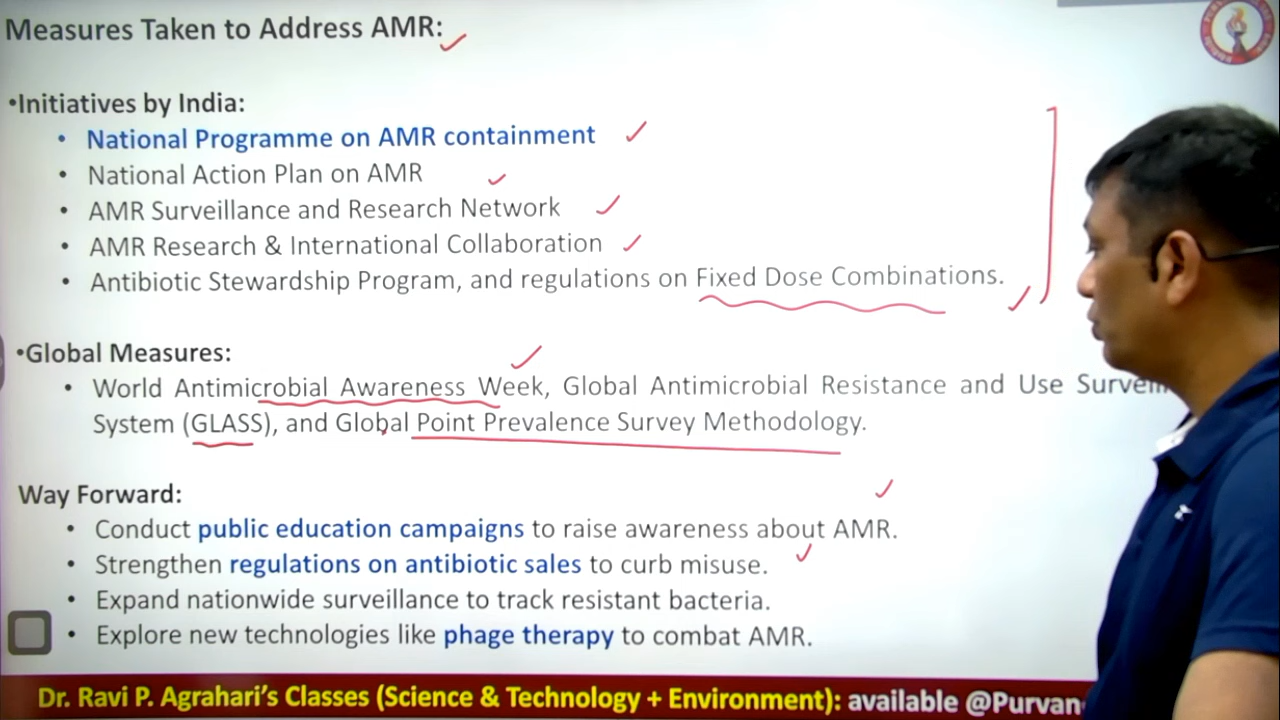 Measures Taken to Address AMR:
•Initiatives by India:
• National Programme on AMR containment
• National Action Plan on AMR
• AMR Surveillance and Research Network
• AMR Research & International Collaboration
• Antibiotic Stewardship Program, and regulations on Fixed Dose Combinations.
•Global Measures:
• World Antimicrobial Awareness Week, Global Antimicrobial Resistance and Use
System (GLASS), and Global Point Prevalence Survey Methodology.
Way Forward:
• Conduct public education campaigns to raise awareness about AMR.
• Strengthen regulations on antibiotic sales to curb misuse.
• Expand nationwide surveillance to track resistant bacteria.
• Explore new technologies like phage therapy to combat AMR.
Dr. Ravi P. Agrahari's Classes (Science & Technology + Environment): available @Purvan